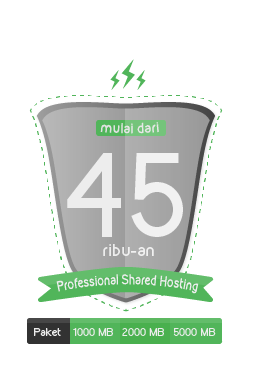 mulai dari
45
ribu-an
Professional Shared Hosting
Paket 1000 MB 2000 MB 5000 MB